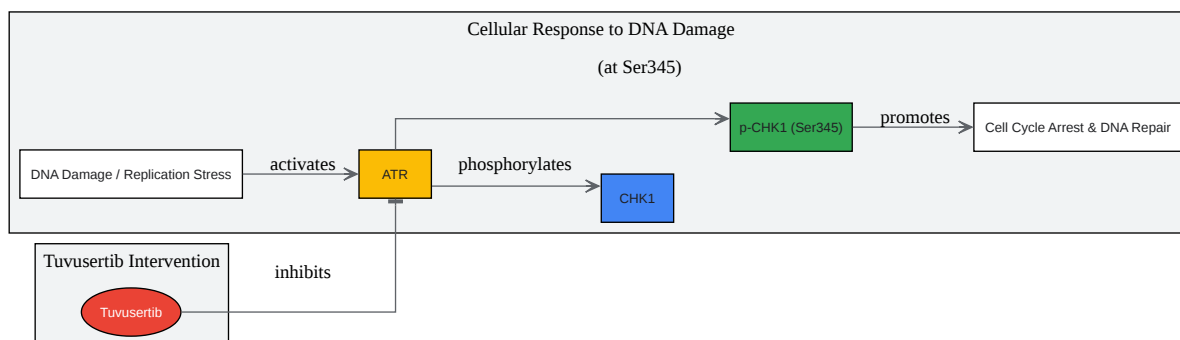 Cellular Response to DNA Damage
(at Ser345)
p-CHK1 (Ser345)
promotes
Cell Cycle Arrest & DNA Repair
DNA Damage / Replication Stress
activates
ATR
phosphorylates
CHK1
Tuvusertib Intervention
inhibits
Tuvusertib